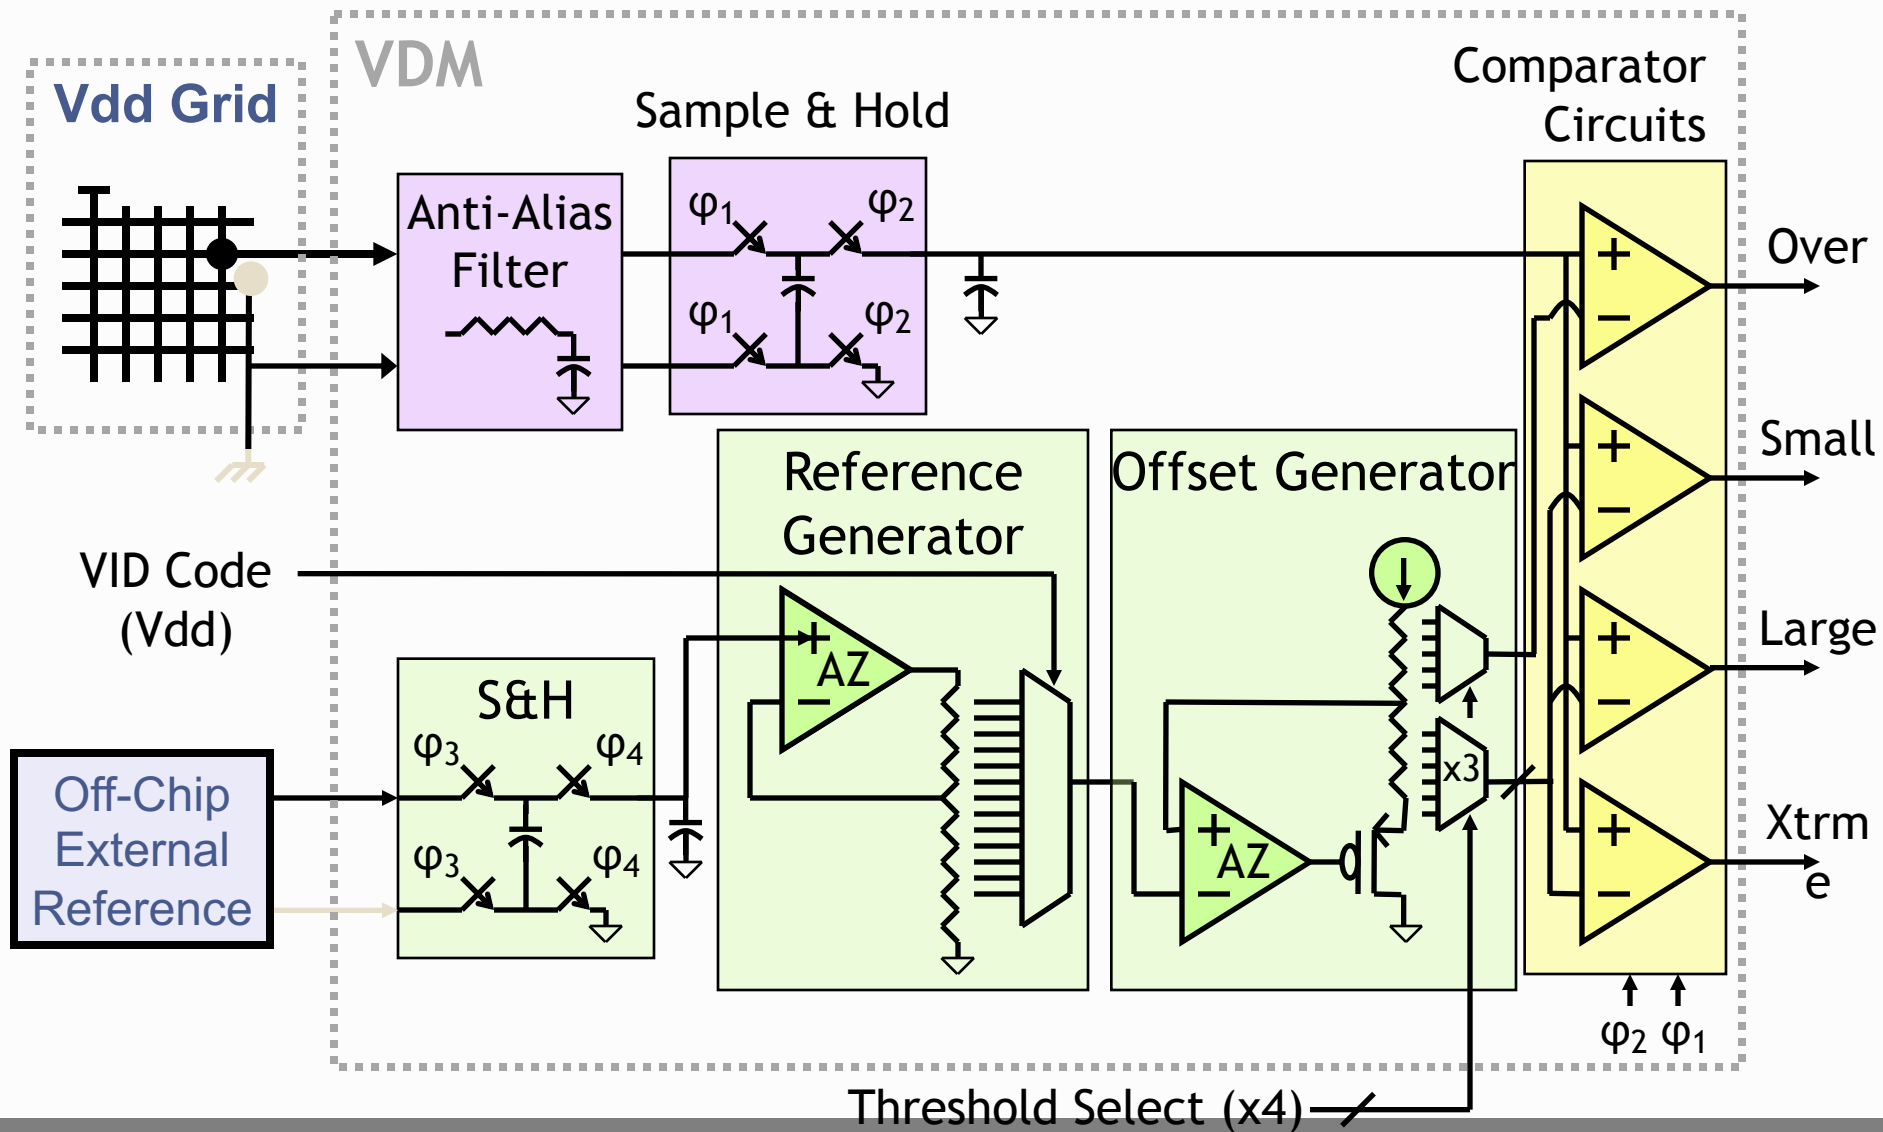 VDM
Vdd Grid
Sample & Hold
Comparator
Circuits
Anti-Alias
Filter
φ1
φ2
φ1
φ2
+
−
Over
+
−
Small
+
−
Large
+
−
Xtrm
e
φ2 φ1
VID Code
(Vdd)
Reference
Generator
+
AZ
−
Offset Generator
x3
+
AZ
−
S&H
φ3
φ4
φ3
φ4
Off-Chip
External
Reference
Threshold Select (x4)